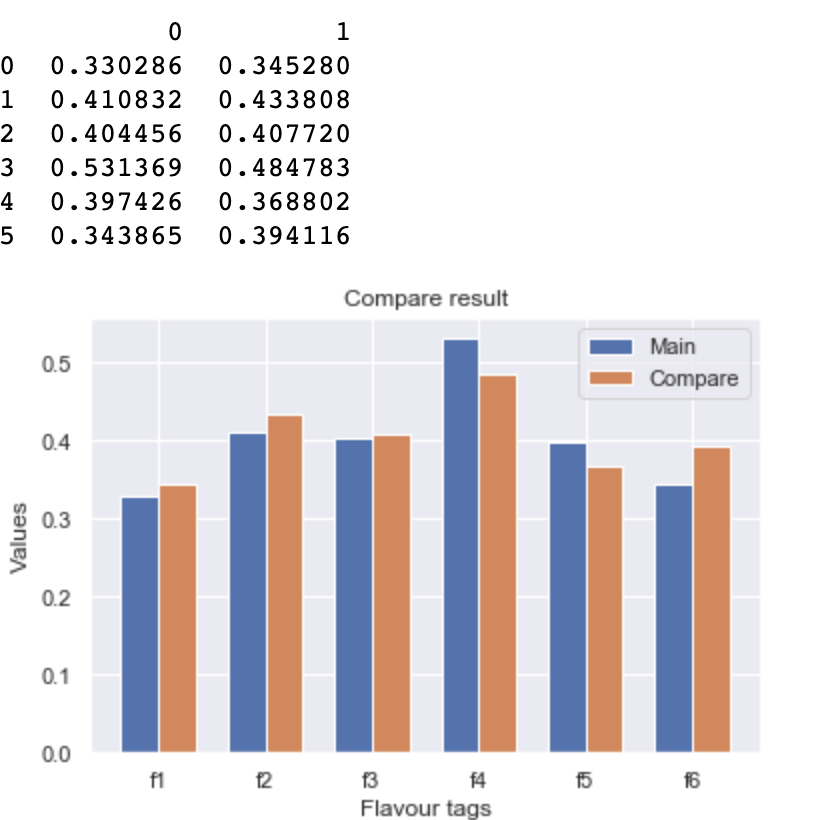 0 1
0 0.330286 0.345280
1 0.410832 0.433808
2 0.404456 0.407720
3 0.531369 0.484783
4 0.397426 0.368802
5 0.343865 0.394116
Compare result
Main
Compare
0.5
0.4
0.3
0.2
0.1
0.0
Values
f1 f2 f3 f4 f5 f6
Flavour tags